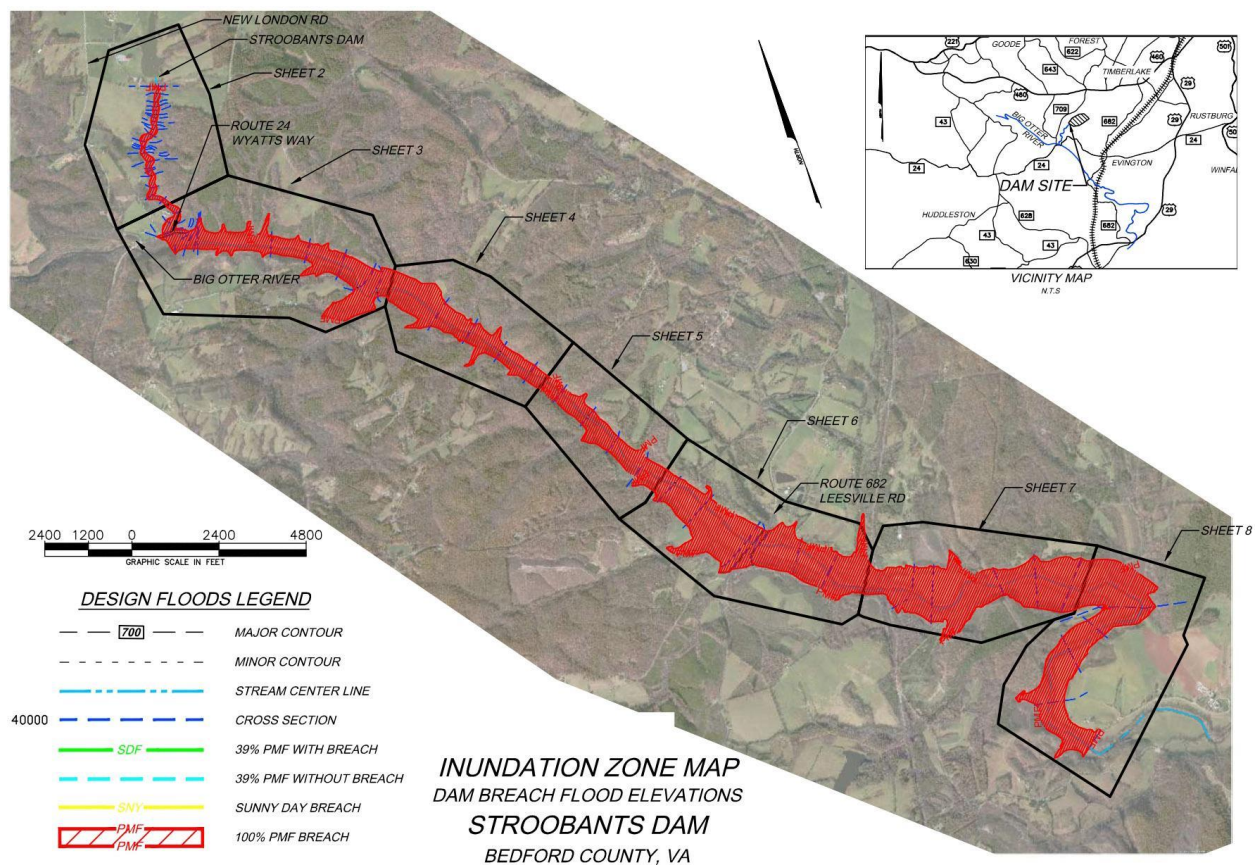 NEW LONDON RD
STROOBANTS DAM
SHEET 2
ROUTE 24
WYATTS WAY
SHEET 3
SHEET 4
BIG OTTER RIVER
SHEET 5
SHEET 6
ROUTE 682
LEESVILLE RD
SHEET 7
SHEET 8
PMF
PMF
PMF
NORTH
221
GOODE
FOREST
622
460
501
643
TIMBERLAKE
29
460
709
BIG OTTER
RIVER
43
682
29
RUSTBURG
24
24
EVINGTON
24
WINFA
DAM SITE
HUDDLESTON
628
29
43
43
682
630
VICINITY MAP
N.T.S
2400 1200 0 2400 4800
GRAPHIC SCALE IN FEET
DESIGN FLOODS LEGEND
700 MAJOR CONTOUR
MINOR CONTOUR
STREAM CENTER LINE
40000 CROSS SECTION
SDF 39% PMF WITH BREACH
39% PMF WITHOUT BREACH
SNY SUNNY DAY BREACH
PMF
PMF 100% PMF BREACH
INUNDATION ZONE MAP
DAM BREACH FLOOD ELEVATIONS
STROOBANTS DAM
BEDFORD COUNTY, VA